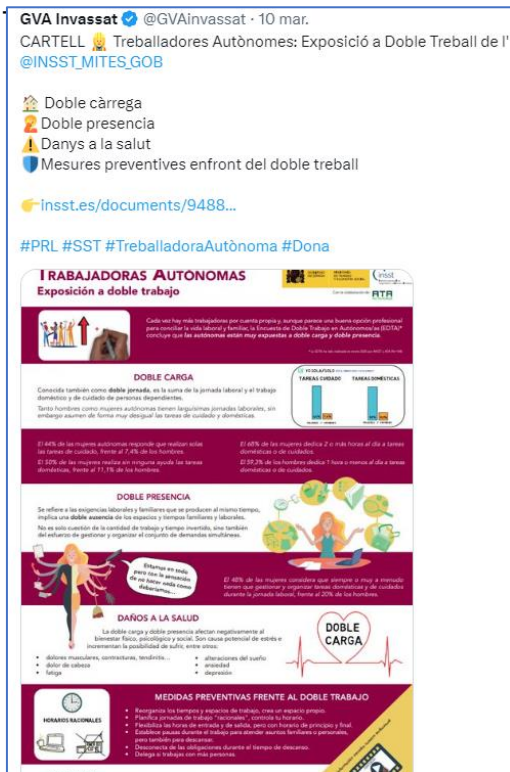 GVA Invassat @GVAinvassat · 10 mar.
CARTELL Treballadores Autònomes: Exposició a Doble Treball de l'
@INSST_MITES_GOB
Doble càrrega
Doble presencia
Danys a la salut
Mesures preventives enfront del doble treball
insst.es/documents/9488...
#PRL #SST #TreballadoraAutònoma #Dona
TRABAJADORAS AUTÓNOMAS
Exposición a doble trabajo
insst
ATA
Cada vez hay más trabajadoras por cuenta propia y, aunque parece una buena opción profesional
para conciliar la vida laboral y familiar, la Encuesta de Doble Trabajo en Autónomos/as (EDTA)*
concluye que las autónomas están muy expuestas a doble carga y doble presencia.
DOBLE CARGA
Conocida también como doble jornada, es la suma de la jornada laboral y el trabajo
doméstico y de cuidado de personas dependientes.
Tanto hombres como mujeres autónomas tienen larguísimas jornadas laborales, sin
embargo asumen de forma muy desigual las tareas de cuidado y domésticas.
TAREAS CUIDADO TAREAS DOMÉSTICAS
El 44% de las mujeres autónomas responde que realizan solas
las tareas de cuidado, frente al 7,4% de los hombres.
El 50% de las mujeres realiza sin ninguna ayuda las tareas
domésticas, frente al 11,1% de los hombres.
El 68% de las mujeres dedica 2 o más horas al día a tareas
domésticas o de cuidados.
El 59,2% de los hombres dedica 1 hora o menos al día a tareas
domésticas o de cuidados.
DOBLE PRESENCIA
Se refiere a las exigencias laborales y familiares que se producen al mismo tiempo,
implica una doble ausencia de los espacios y tiempos familiares y laborales.
No es solo cuestión de la cantidad de trabajo y tiempo invertido, sino también
del esfuerzo de gestionar y organizar el conjunto de demandas simultáneas.
Estamos en todo
pero con la sensación
de no hacer nada como
deberíamos...
El 48% de las mujeres considera que siempre o muy a menudo
tienen que gestionar y organizar tareas domésticas y de cuidados
durante la jornada laboral, frente al 20% de los hombres.
DAÑOS A LA SALUD
La doble carga y doble presencia afectan negativamente al
bienestar físico, psicológico y social. Son causa potencial de estrés e
incrementan la posibilidad de sufrir, entre otros:
• dolores musculares, contracturas, tendinitis...
• dolor de cabeza
• fatiga
• alteraciones del sueño
• ansiedad
• depresión
DOBLE
CARGA
HORARIOS RACIONALES
MEDIDAS PREVENTIVAS FRENTE AL DOBLE TRABAJO
• Reorganiza los tiempos y espacios de trabajo, crea un espacio propio.
• Planifica jornadas de trabajo "racionales", controla tu horario.
• Flexibiliza las horas de entrada y de salida, pero con horario de principio y final.
• Establece pausas durante el trabajo para atender asuntos familiares o personales,
pero también para descansar.
• Desconecta de las obligaciones durante el tiempo de descanso.
• Delega si trabajas con más personas.